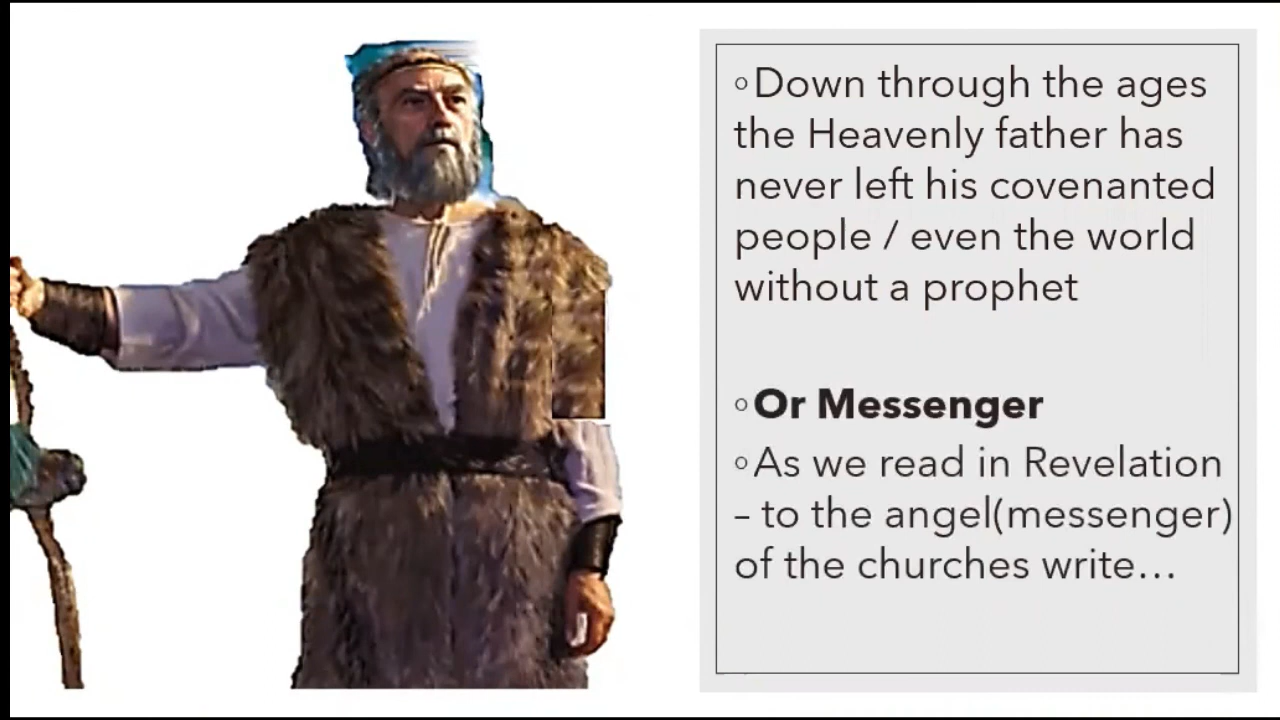 ◦Down through the ages
the Heavenly father has
never left his covenanted
people / even the world
without a prophet
◦Or Messenger
◦As we read in Revelation
– to the angel(messenger)
of the churches write…